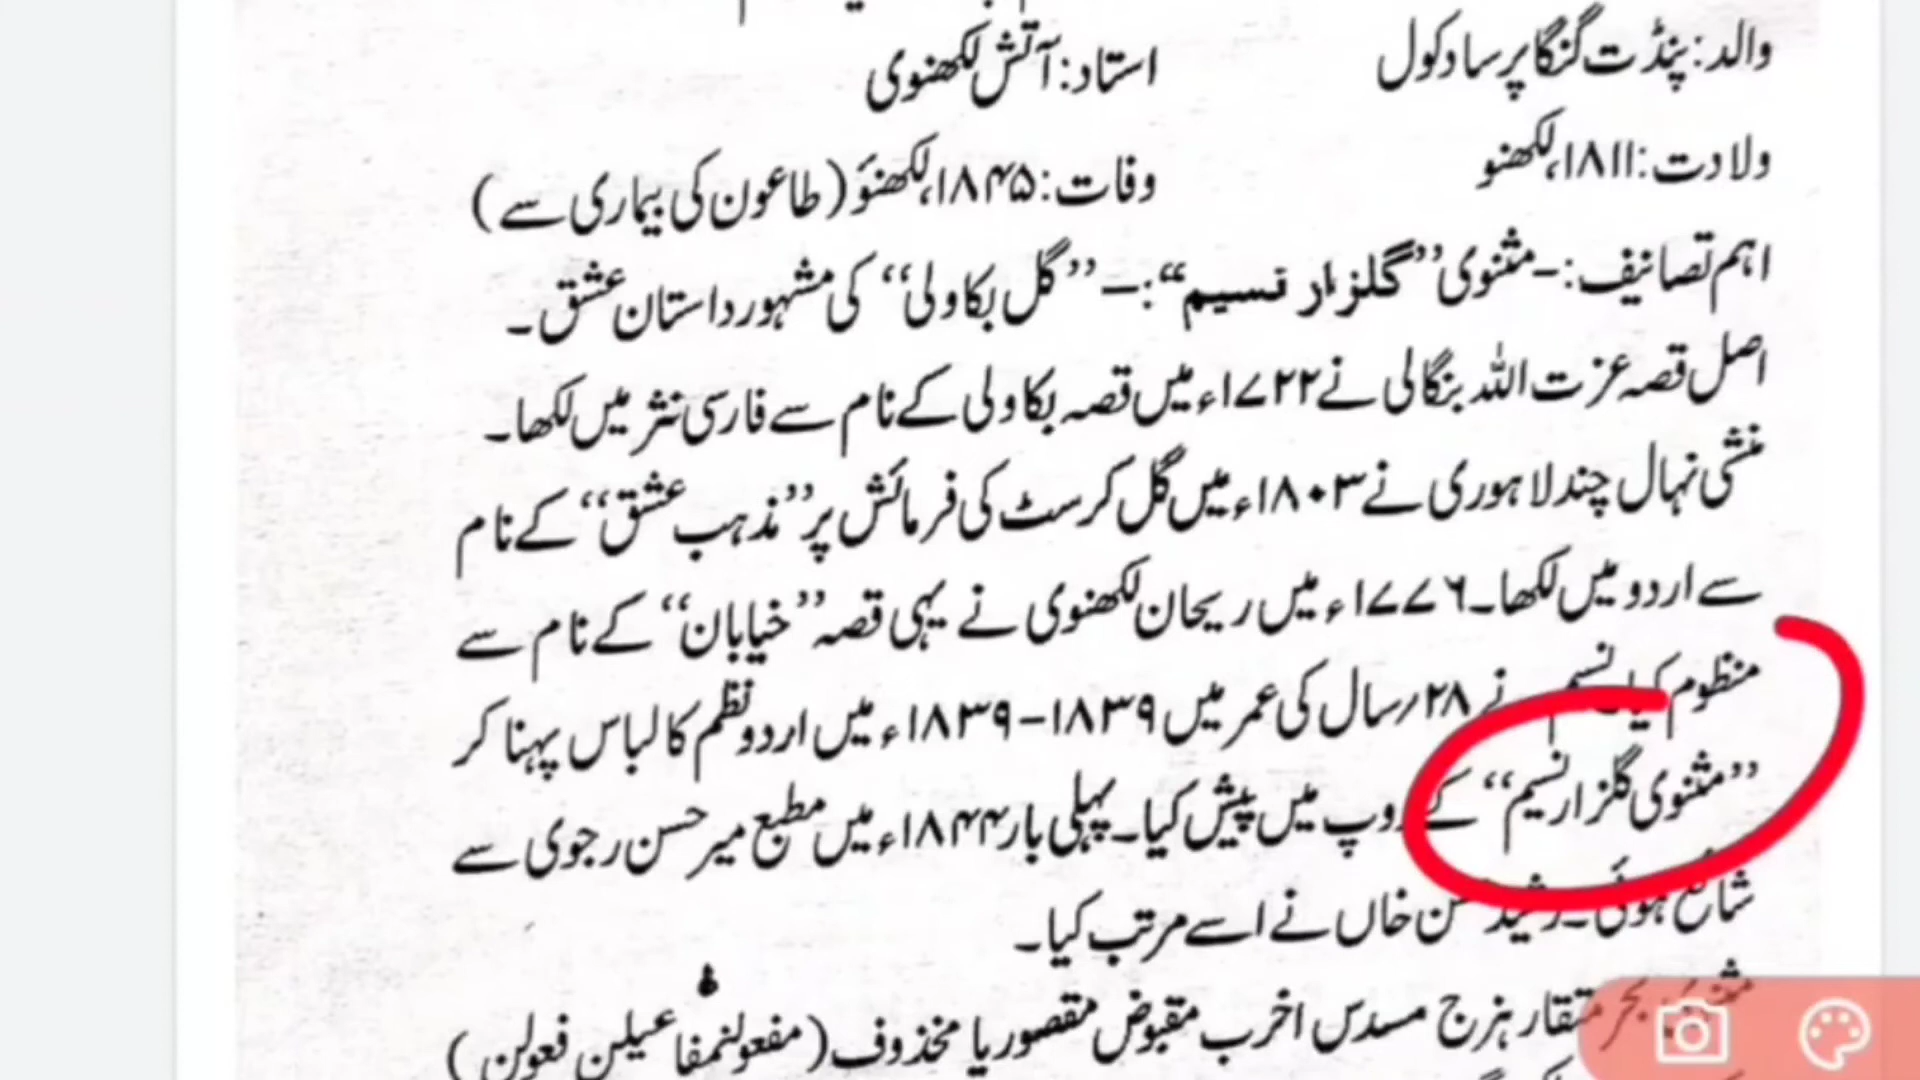 والد: پنڈت گنگا پرساد کول
استاد: آتش لکھنوی
ولادت: ۱۸۱۱ء، لکھنو
وفات: ۱۸۴۵ء، لکھنؤ (طاعون کی بیماری سے)
اہم تصانیف:- مثنوی ”گلزار نسیم“:- ”گل بکاولی“ کی مشہور داستان عشق۔
اصل قصہ عزت اللہ بنگالی نے ۱۷۲۲ء میں قصہ بکاولی کے نام سے فارسی نثر میں لکھا۔
منشی نہال چند لاہوری نے ۱۸۰۳ء میں گل کرسٹ کی فرمائش پر ”مذہب عشق“ کے نام
سے اردو میں لکھا۔ ۱۷۷۶ء میں ریحان لکھنوی نے یہی قصہ ”خیابان“ کے نام سے
منظوم کیا۔ نسیم نے ۲۸ رسال کی عمر میں ۱۸۳۹-۱۸۳۹ء میں اردو نظم کا لباس پہنا کر
”مثنوی گلزار نسیم“ کے روپ میں پیش کیا۔ پہلی بار ۱۸۴۴ء میں مطبع میر حسن رجوی سے
شائع ہوئی۔ رشید حسن خاں نے اسے مرتب کیا۔
بحر متقار ہزج مسدس اخرب مقبوض مقصور یا مخذوف (مفعولنمفاعیلن فعولن)